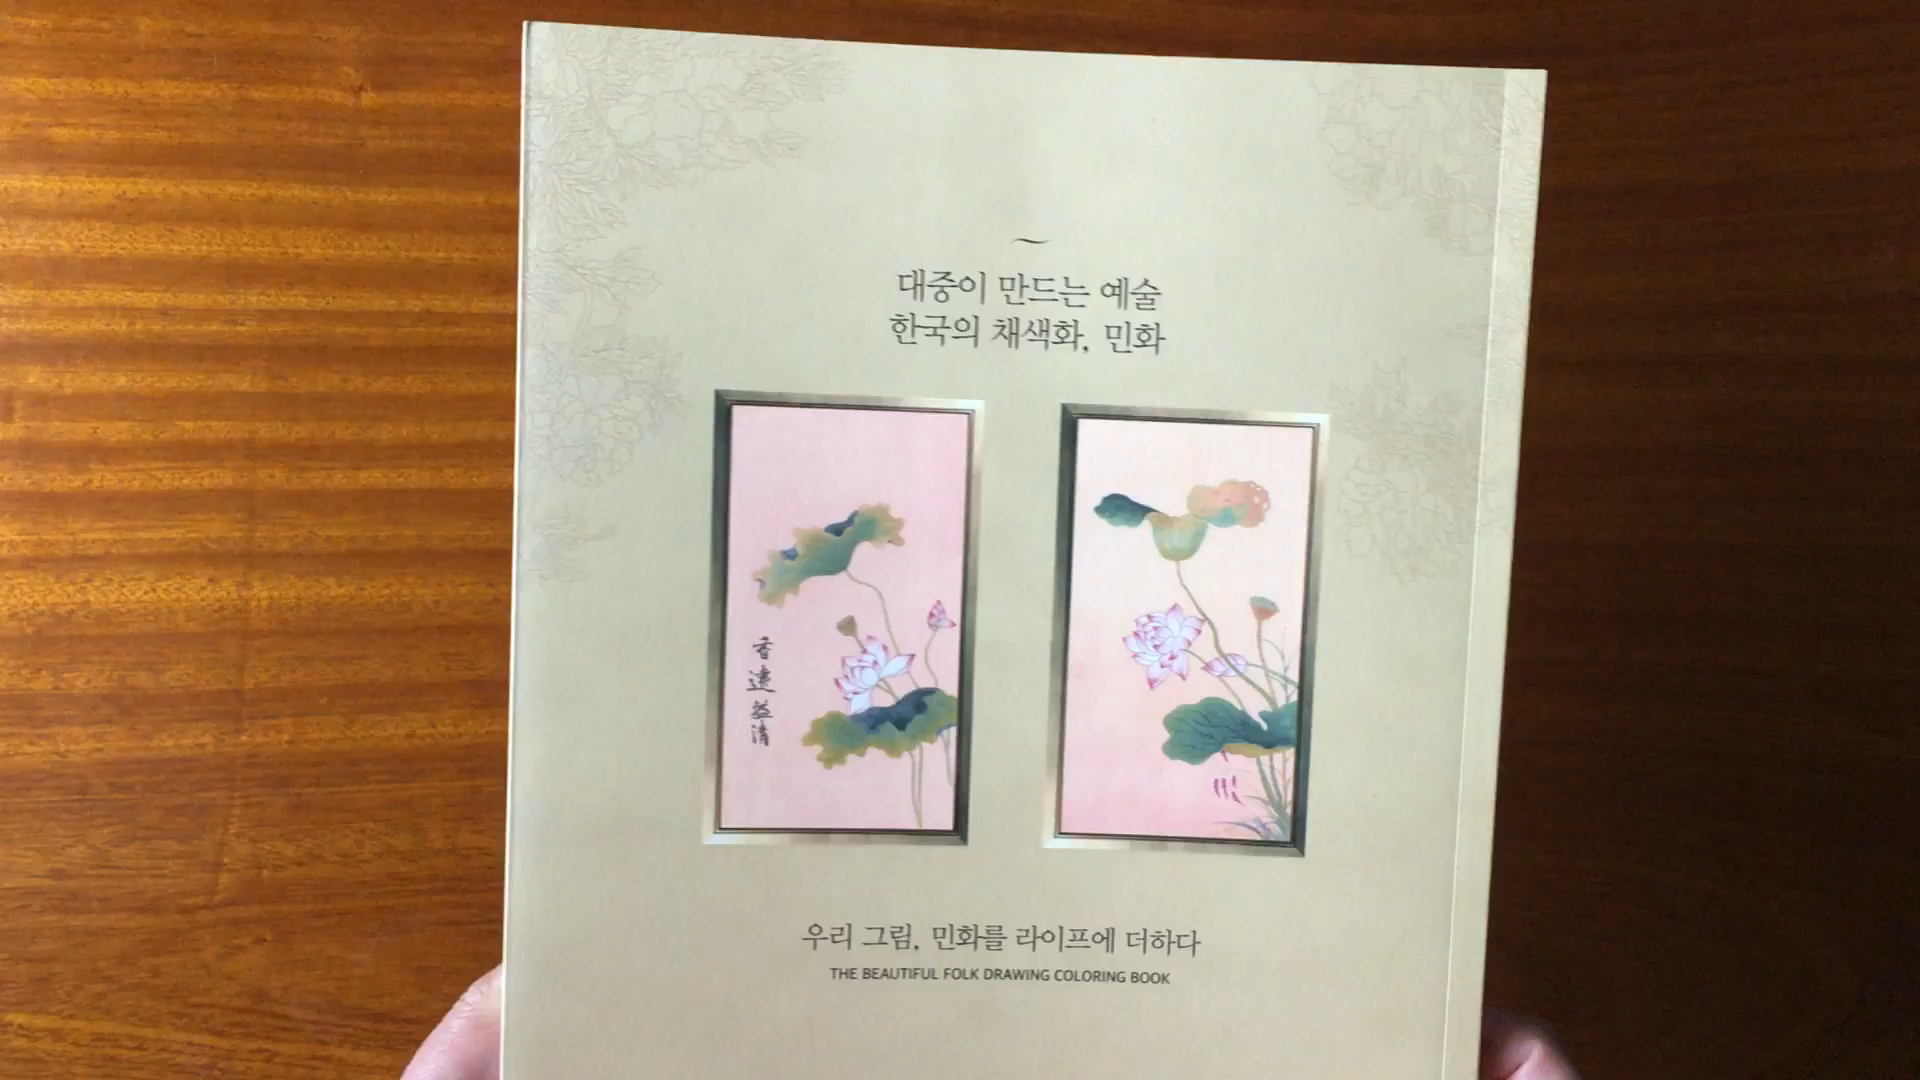 대중이 만드는 예술
한국의 채색화, 민화
香遠益清
우리 그림, 민화를 라이프에 더하다
THE BEAUTIFUL FOLK DRAWING COLORING BOOK